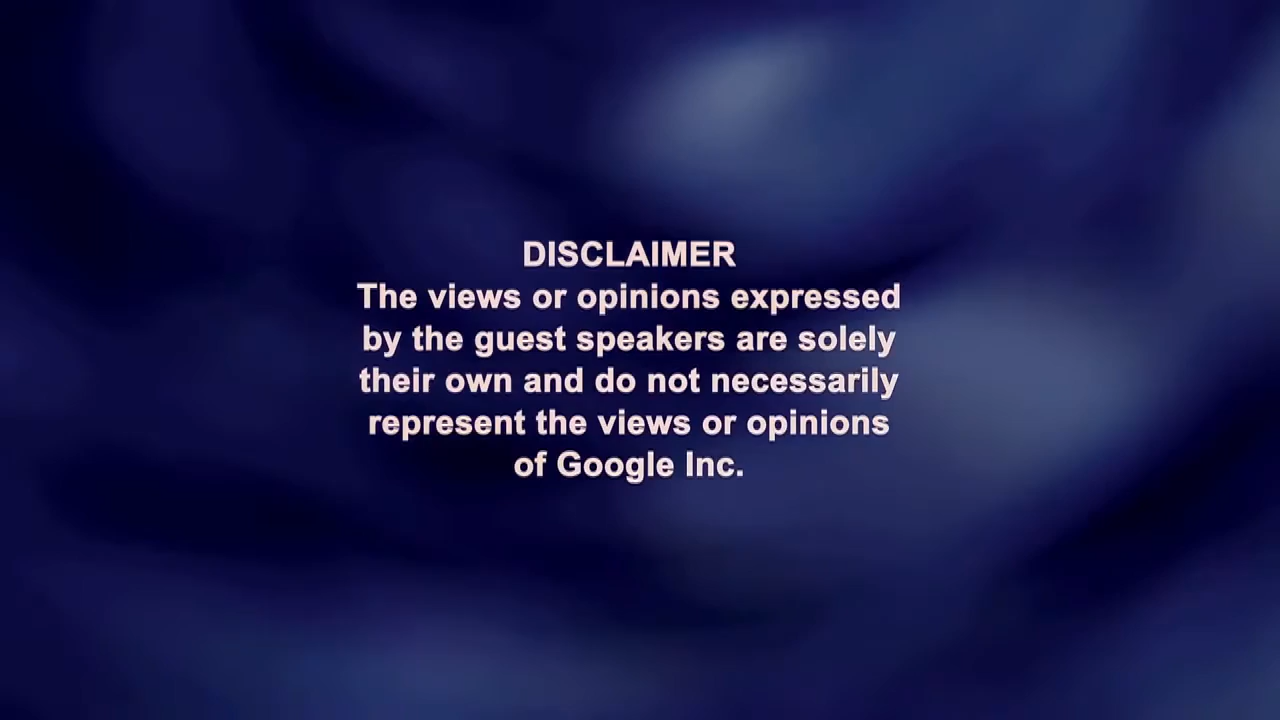 DISCLAIMER
The views or opinions expressed
by the guest speakers are solely
their own and do not necessarily
represent the views or opinions
of Google Inc.